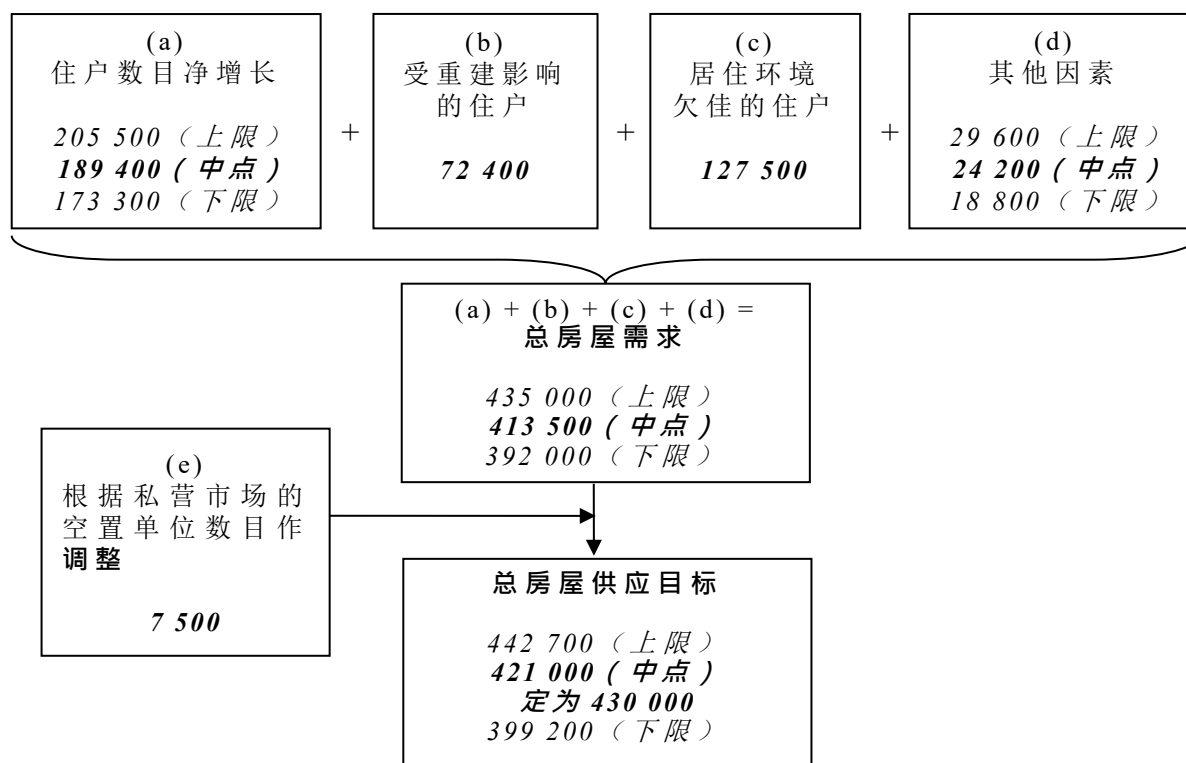 (a)
住户数目净增长
205 500（上限）
189 400（中点）
173 300（下限）
+
(b)
受重建影响
的住户
72 400
+
(c)
居住环境
欠佳的住户
127 500
+
(d)
其他因素
29 600（上限）
24 200（中点）
18 800（下限）
(a) + (b) + (c) + (d) =
总房屋需求
435 000（上限）
413 500（中点）
392 000（下限）
(e)
根据私营市场的
空置单位数目作
调整
7 500
总房屋供应目标
442 700（上限）
421 000（中点）
定为 430 000
399 200（下限）